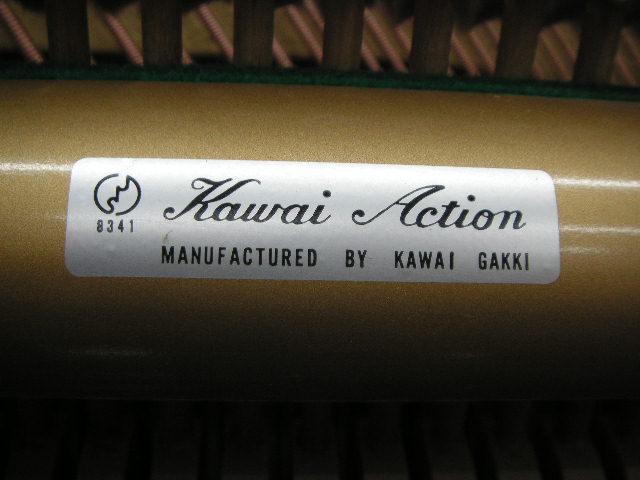 Kawai Action
8341
MANUFACTURED BY KAWAI GAKKI